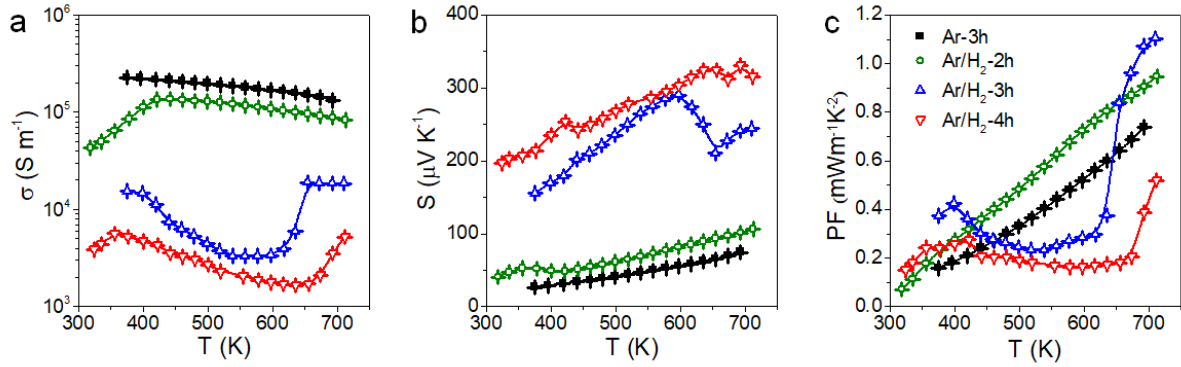 a
10⁶
10⁵
10⁴
10³
σ (S m⁻¹)
300 400 500 600 700
T (K)
b
400
300
200
100
0
S (μV K⁻¹)
300 400 500 600 700
T (K)
c
1.2
1.0
0.8
0.6
0.4
0.2
0.0
PF (mWm⁻¹K⁻²)
Ar-3h
Ar/H₂-2h
Ar/H₂-3h
Ar/H₂-4h
300 400 500 600 700
T (K)